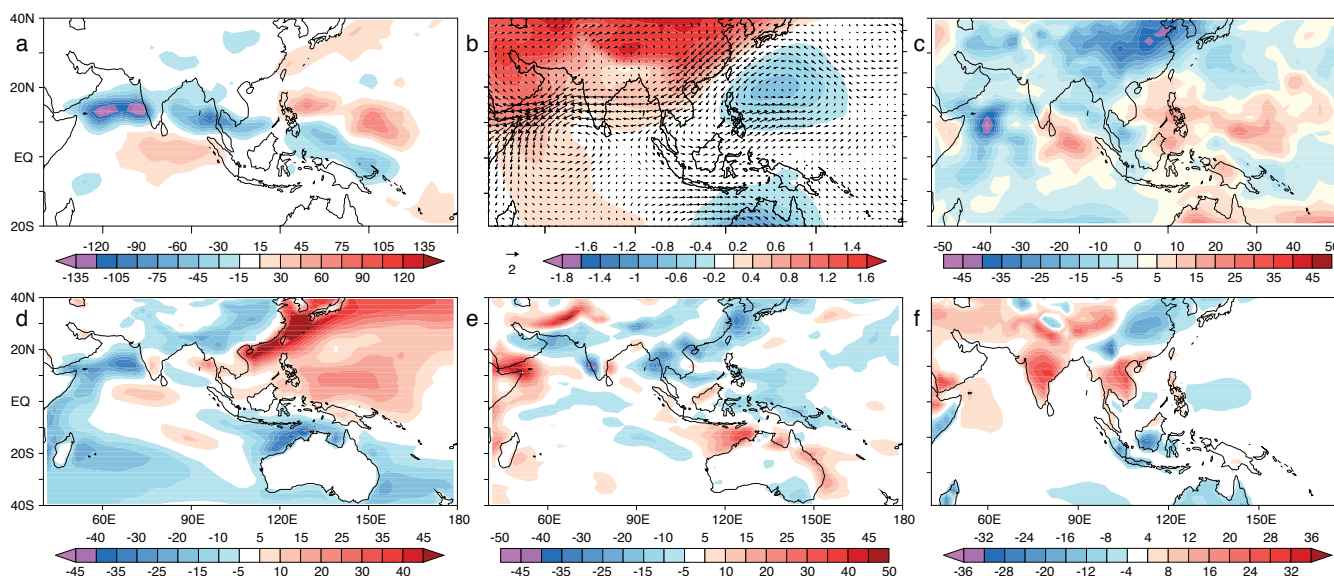 40N
20N
EQ
20S
a
b
c
-120 -90 -60 -30 15 45 75 105 135
-135 -105 -75 -45 -15 30 60 90 120
2
-1.6 -1.2 -0.8 -0.4 0.2 0.6 1 1.4
-1.8 -1.4 -1 -0.6 -0.2 0.4 0.8 1.2 1.6
-50 -40 -30 -20 -10 0 10 20 30 40 50
-45 -35 -25 -15 -5 5 15 25 35 45
40N
20N
EQ
20S
40S
d
e
f
60E 90E 120E 150E 180
60E 90E 120E 150E 180
60E 90E 120E 150E
-40 -30 -20 -10 5 15 25 35 45
-45 -35 -25 -15 -5 10 20 30 40
-50 -40 -30 -20 -10 5 15 25 35 45
-45 -35 -25 -15 -5 10 20 30 40 50
-32 -24 -16 -8 4 12 20 28 36
-36 -28 -20 -12 -4 8 16 24 32